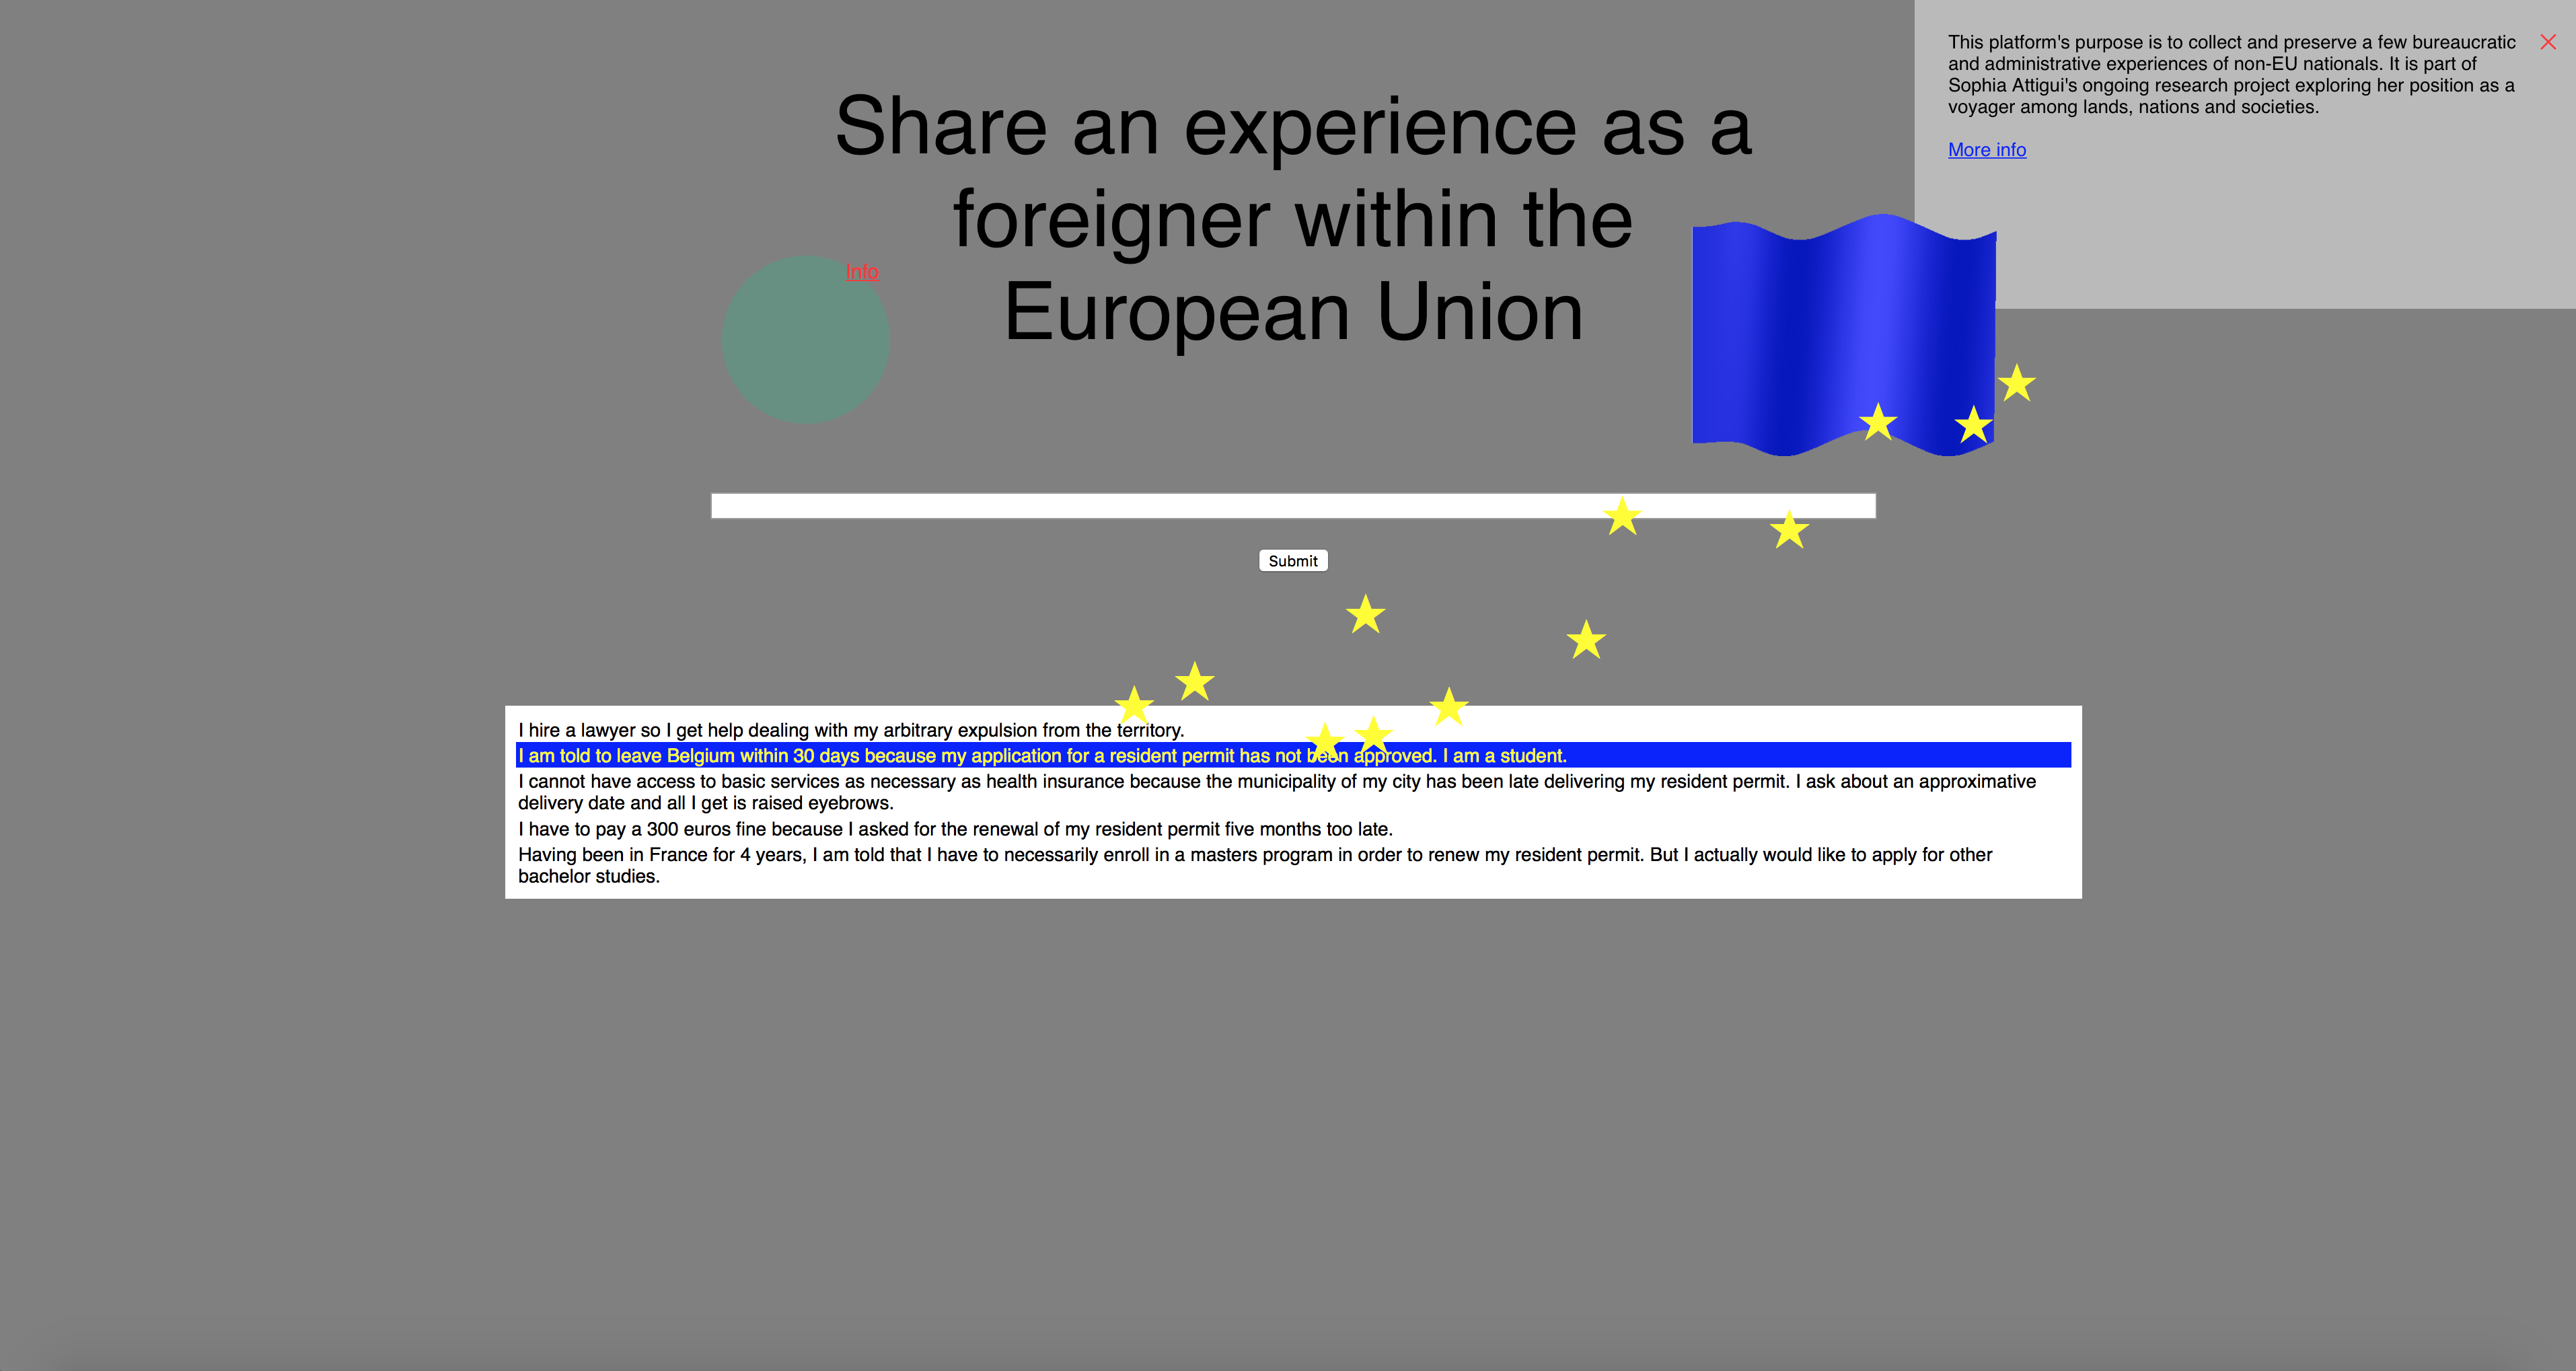 This platform's purpose is to collect and preserve a few bureaucratic
and administrative experiences of non-EU nationals. It is part of
Sophia Attigui's ongoing research project exploring her position as a
voyager among lands, nations and societies.
More info
Share an experience as a
foreigner within the
European Union
Info
Submit
I hire a lawyer so I get help dealing with my arbitrary expulsion from the territory.
I am told to leave Belgium within 30 days because my application for a resident permit has not been approved. I am a student.
I cannot have access to basic services as necessary as health insurance because the municipality of my city has been late delivering my resident permit. I ask about an approximative
delivery date and all I get is raised eyebrows.
I have to pay a 300 euros fine because I asked for the renewal of my resident permit five months too late.
Having been in France for 4 years, I am told that I have to necessarily enroll in a masters program in order to renew my resident permit. But I actually would like to apply for other
bachelor studies.